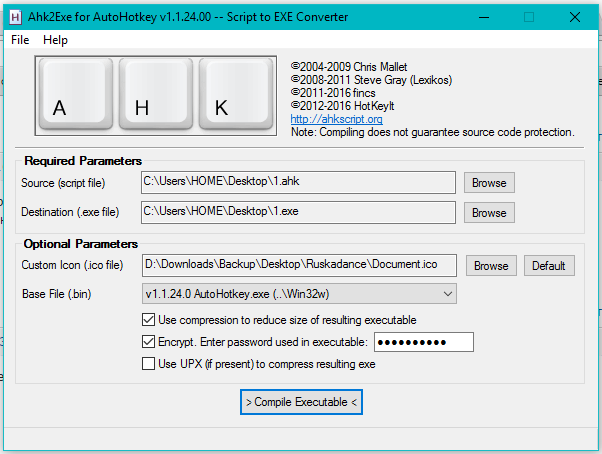 H Ahk2Exe for AutoHotkey v1.1.24.00 -- Script to EXE Converter
File Help
A H K
©2004-2009 Chris Mallet
©2008-2011 Steve Gray (Lexikos)
©2011-2016 fincs
©2012-2016 HotKeyIt
http://ahkscript.org
Note: Compiling does not guarantee source code protection.
Required Parameters
Source (script file) C:\Users\HOME\Desktop\1.ahk Browse
Destination (.exe file) C:\Users\HOME\Desktop\1.exe Browse
Optional Parameters
Custom Icon (.ico file) D:\Downloads\Backup\Desktop\Ruskadance\Document.ico Browse Default
Base File (.bin) v1.1.24.0 AutoHotkey.exe (..\Win32w)
Use compression to reduce size of resulting executable
Encrypt. Enter password used in executable: ●●●●●●●●●●
Use UPX (if present) to compress resulting exe
> Compile Executable <